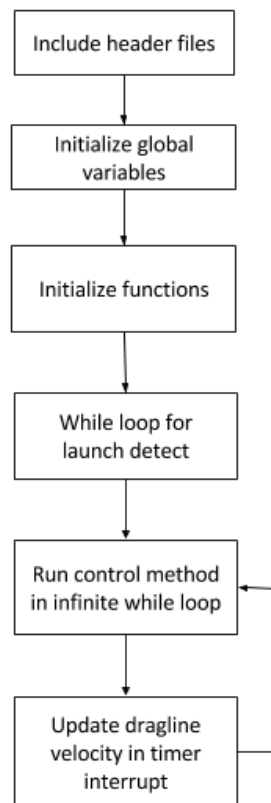 Include header files
Initialize global
variables
Initialize functions
While loop for
launch detect
Run control method
in infinite while loop
Update dragline
velocity in timer
interrupt